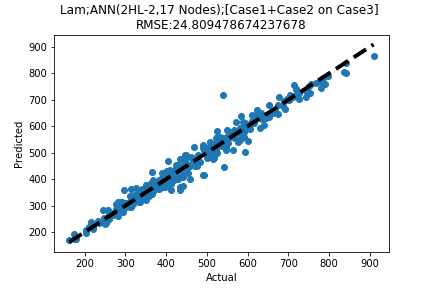 Lam;ANN(2HL-2,17 Nodes);[Case1+Case2 on Case3]
RMSE:24.809478674237678
900
800
700
600
500
400
300
200
Predicted
200 300 400 500 600 700 800 900
Actual